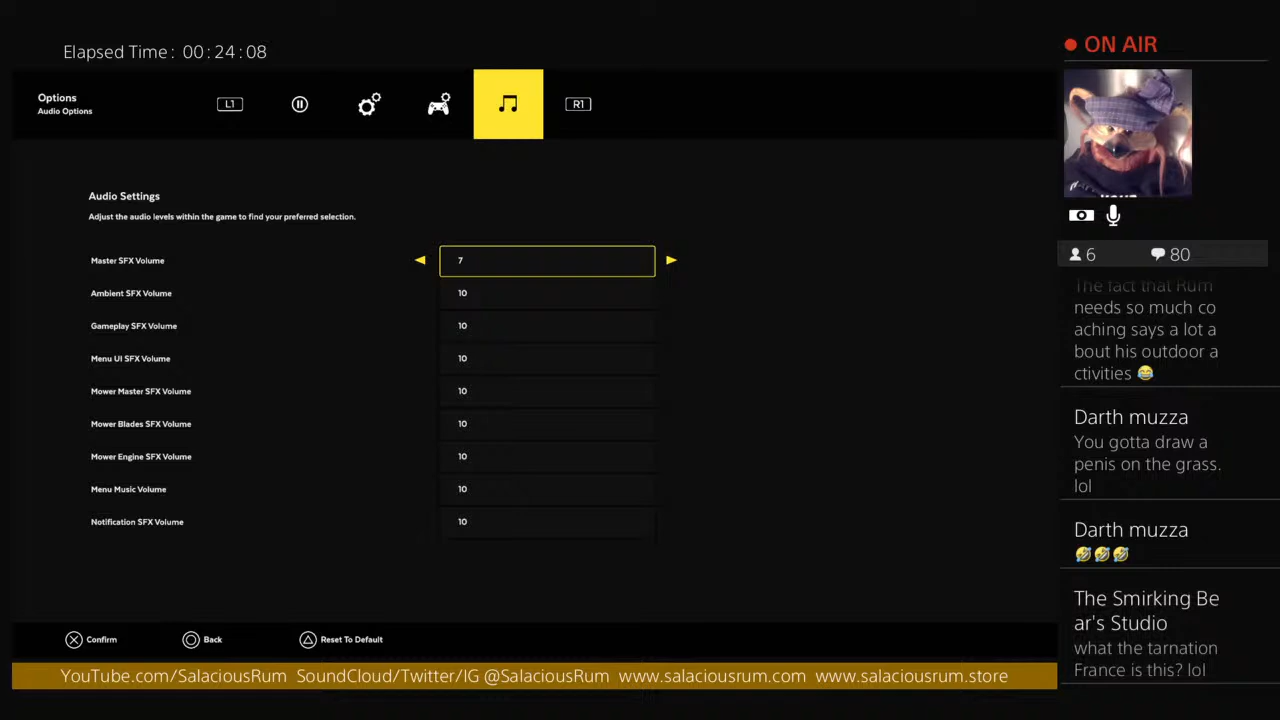 Elapsed Time: 00:24:08
ON AIR
Options
Audio Options
L1
R1
Audio Settings
Adjust the audio levels within the game to find your preferred selection.
Master SFX Volume 7
Ambient SFX Volume 10
Gameplay SFX Volume 10
Menu UI SFX Volume 10
Mower Master SFX Volume 10
Mower Blades SFX Volume 10
Mower Engine SFX Volume 10
Menu Music Volume 10
Notification SFX Volume 10
Confirm
Back
Reset To Default
YouTube.com/SalaciousRum SoundCloud/Twitter/IG @SalaciousRum www.salaciousrum.com www.salaciousrum.store
6
80
The fact that Rum
needs so much co
aching says a lot a
bout his outdoor a
ctivities 😂
Darth muzza
You gotta draw a
penis on the grass.
lol
Darth muzza
🤣🤣🤣
The Smirking Be
ar's Studio
what the tarnation
France is this? lol